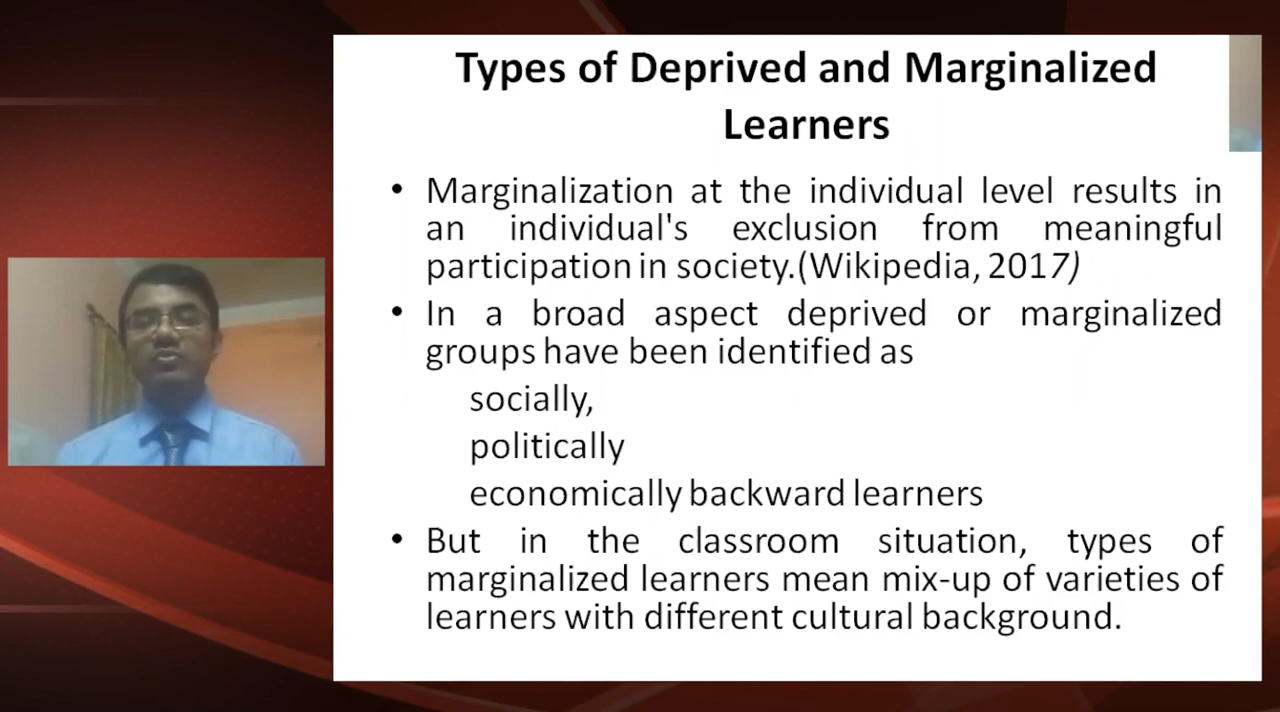 Types of Deprived and Marginalized
Learners
• Marginalization at the individual level results in
an individual's exclusion from meaningful
participation in society.(Wikipedia, 2017)
• In a broad aspect deprived or marginalized
groups have been identified as
socially,
politically
economically backward learners
• But in the classroom situation, types of
marginalized learners mean mix-up of varieties of
learners with different cultural background.